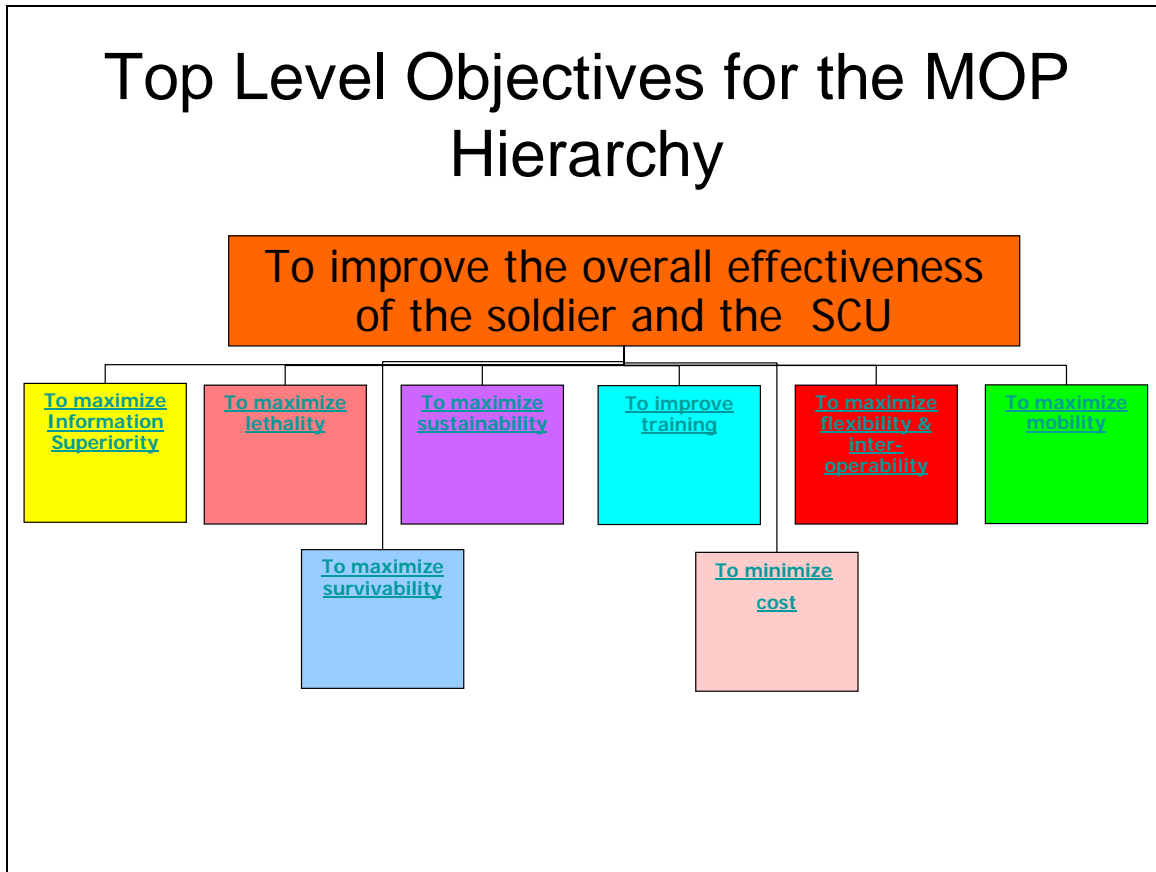 Top Level Objectives for the MOP
Hierarchy
To improve the overall effectiveness
of the soldier and the SCU
To maximize
Information
Superiority
To maximize
lethality
To maximize
sustainability
To improve
training
To maximize
flexibility &
inter-
operability
To maximize
mobility
To maximize
survivability
To minimize
cost